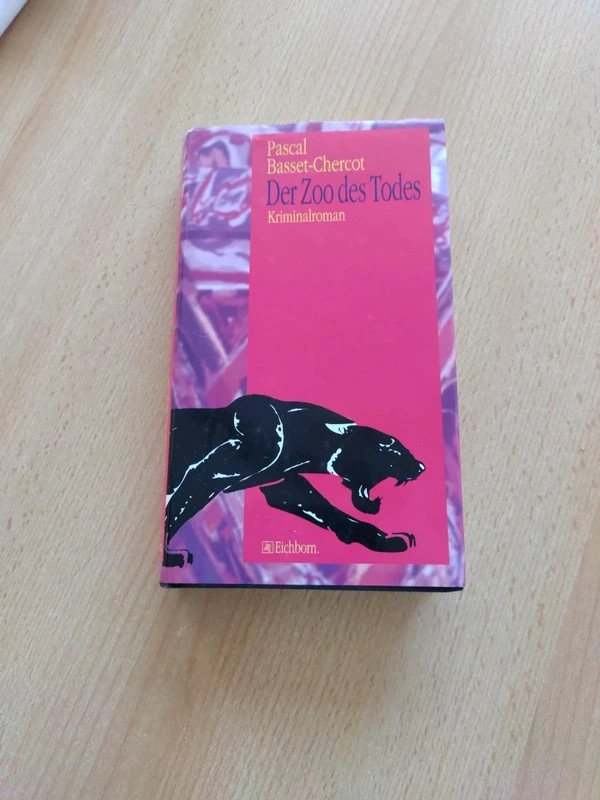 Pascal
Basset-Chercot
Der Zoo des Todes
Kriminalroman
Eichborn.